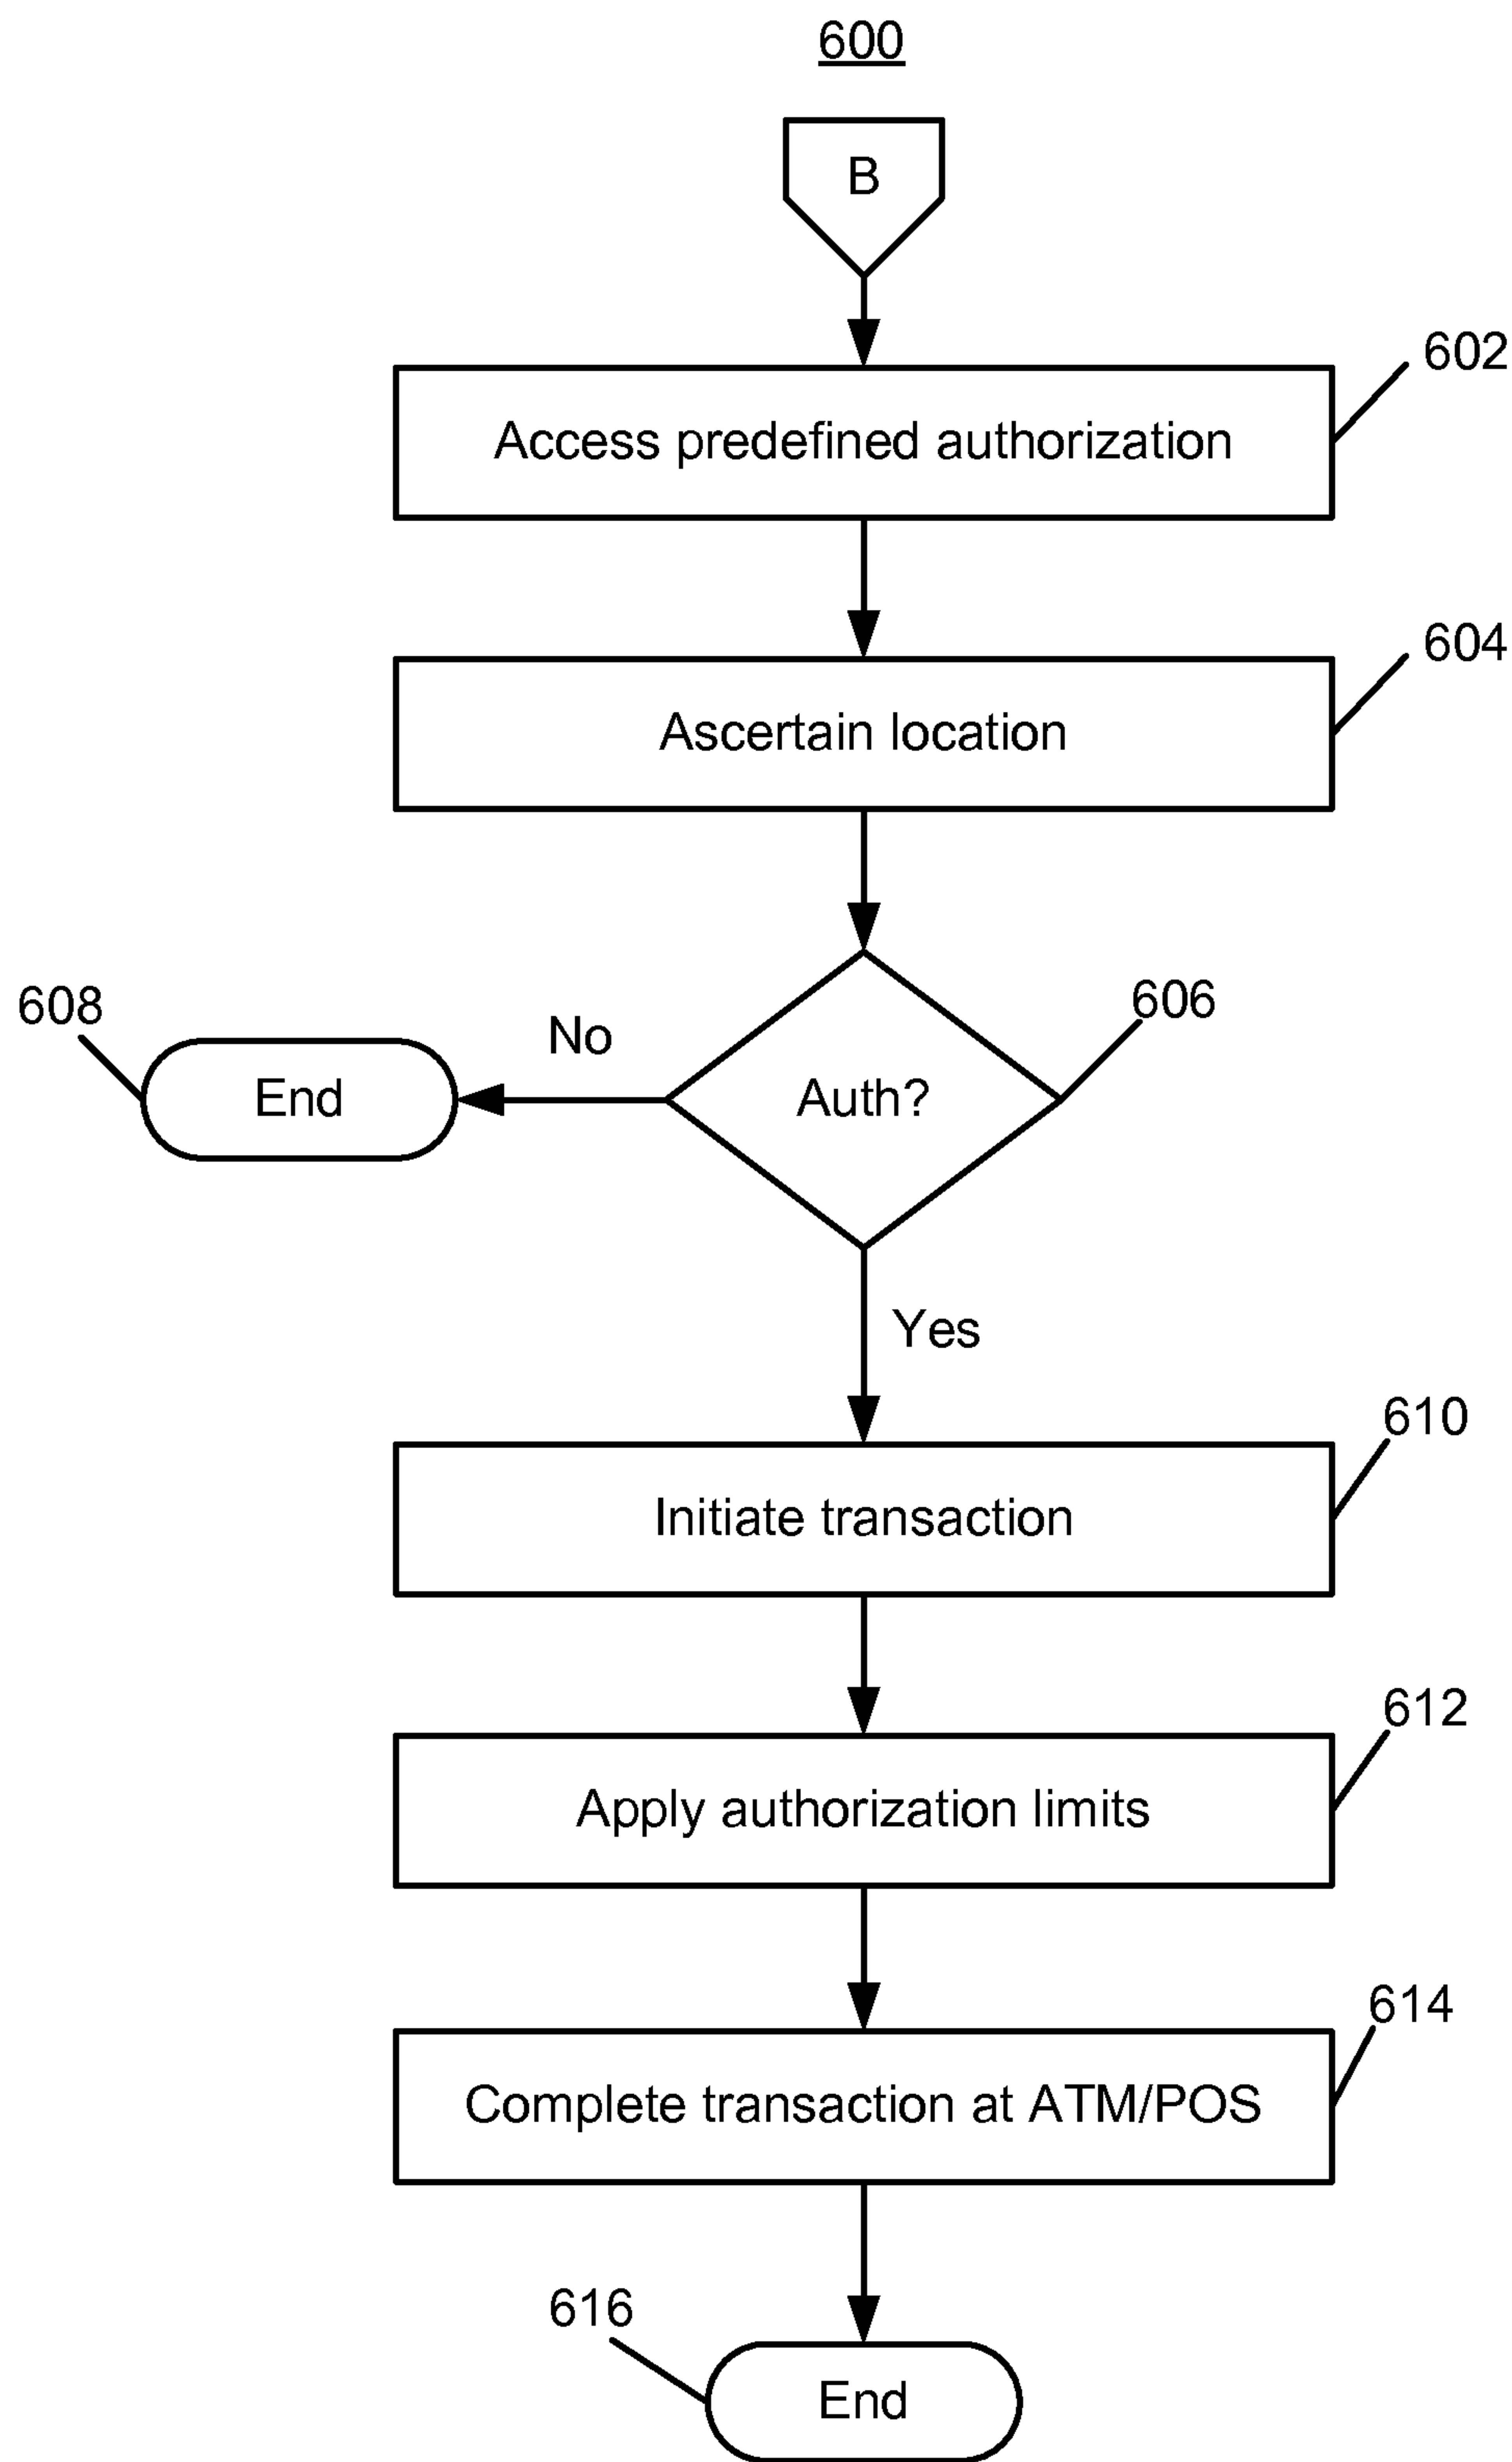 600
B
602
Access predefined authorization
604
Ascertain location
608
606
No
End
Auth?
Yes
610
Initiate transaction
612
Apply authorization limits
614
Complete transaction at ATM/POS
616
End